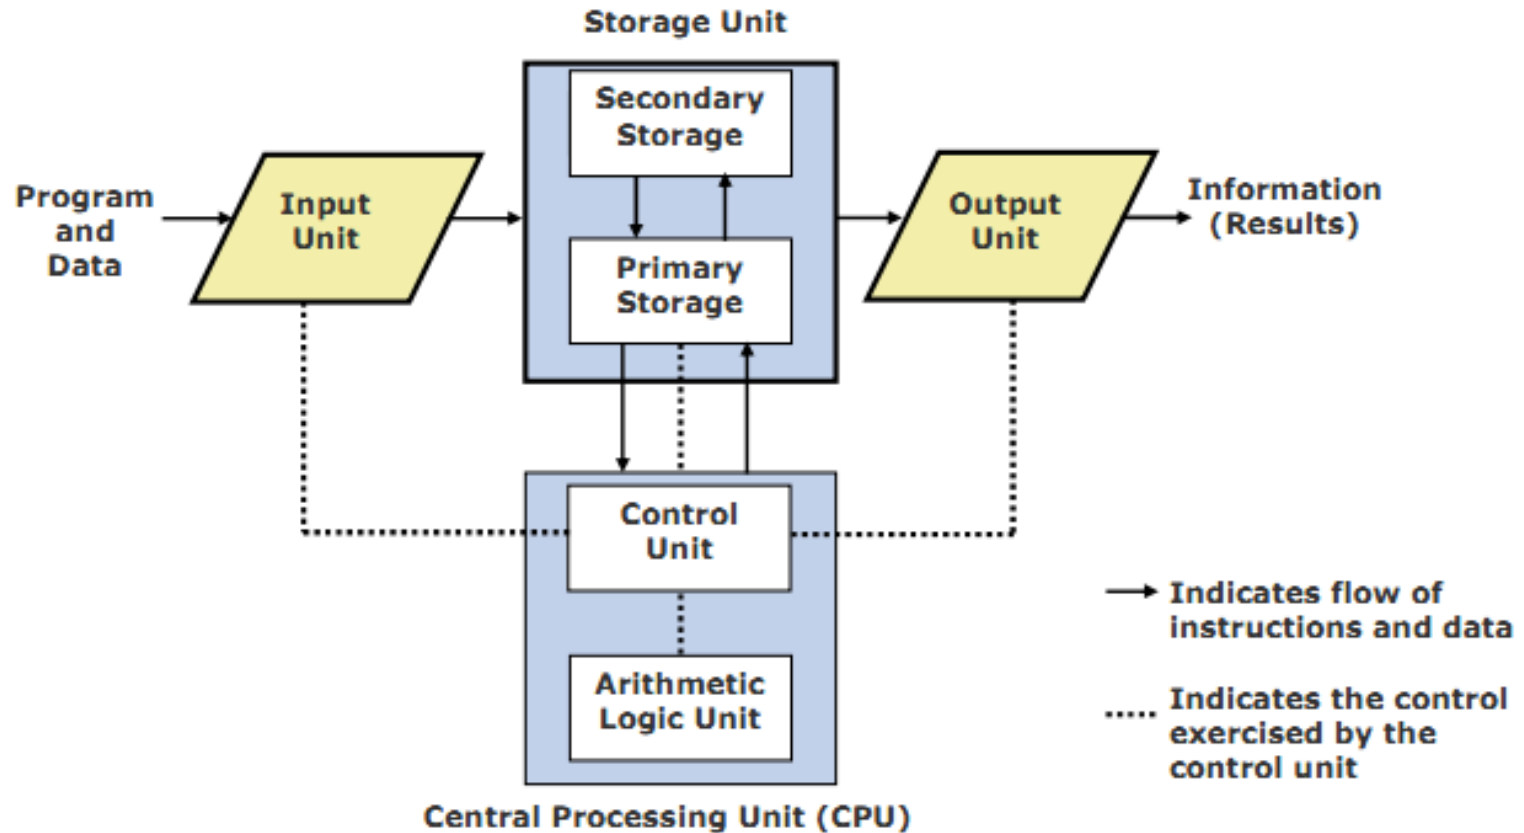 Storage Unit
Secondary
Storage
Program
and
Data
Input
Unit
Primary
Storage
Output
Unit
Information
(Results)
Control
Unit
Arithmetic
Logic Unit
Central Processing Unit (CPU)
Indicates flow of
instructions and data
Indicates the control
exercised by the
control unit